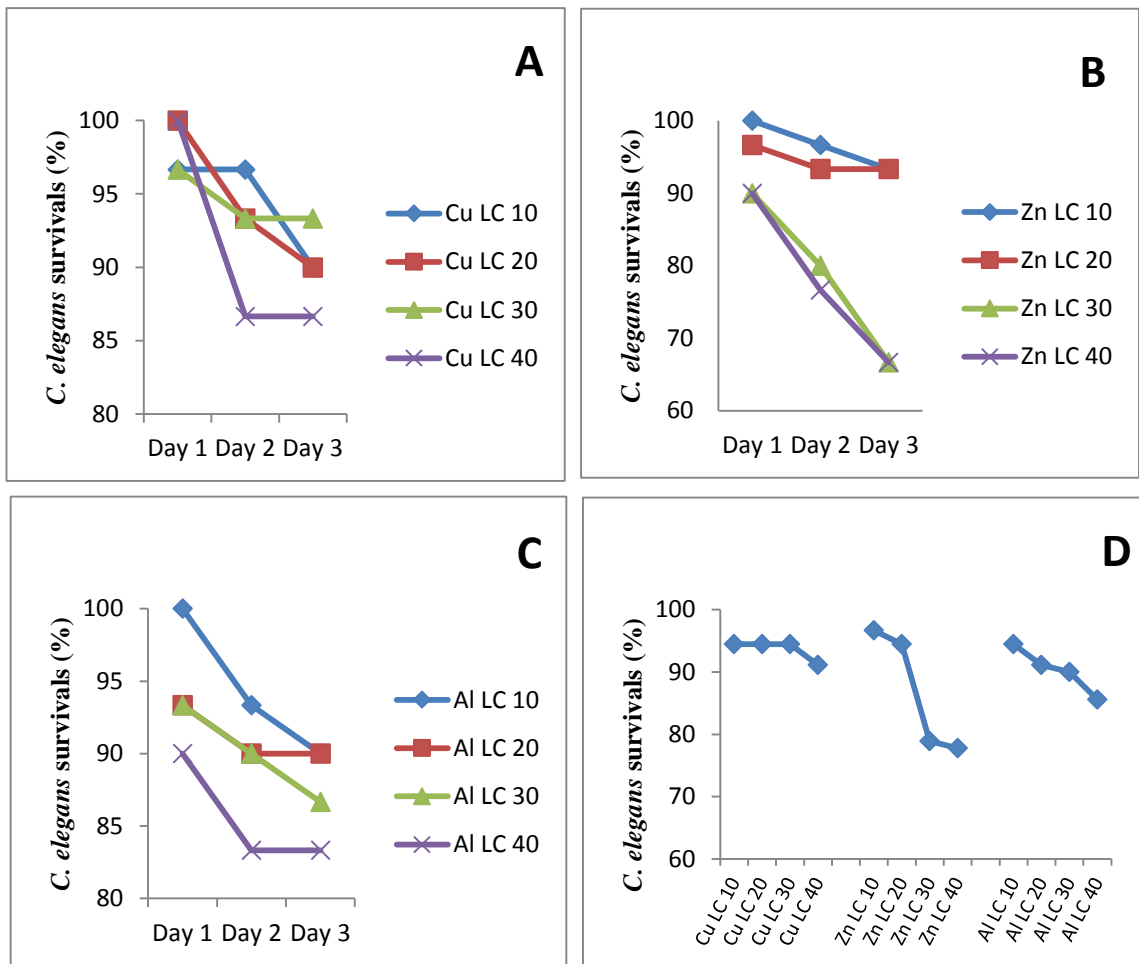 A
C. elegans survivals (%)
100
95
90
85
80
Day 1 Day 2 Day 3
Cu LC 10
Cu LC 20
Cu LC 30
Cu LC 40
B
C. elegans survivals (%)
100
90
80
70
60
Day 1 Day 2 Day 3
Zn LC 10
Zn LC 20
Zn LC 30
Zn LC 40
C
C. elegans survivals (%)
100
95
90
85
80
Day 1 Day 2 Day 3
Al LC 10
Al LC 20
Al LC 30
Al LC 40
D
C. elegans survivals (%)
100
90
80
70
60
Cu LC 10
Cu LC 20
Cu LC 30
Cu LC 40
Zn LC 10
Zn LC 20
Zn LC 30
Zn LC 40
Al LC 10
Al LC 20
Al LC 30
Al LC 40